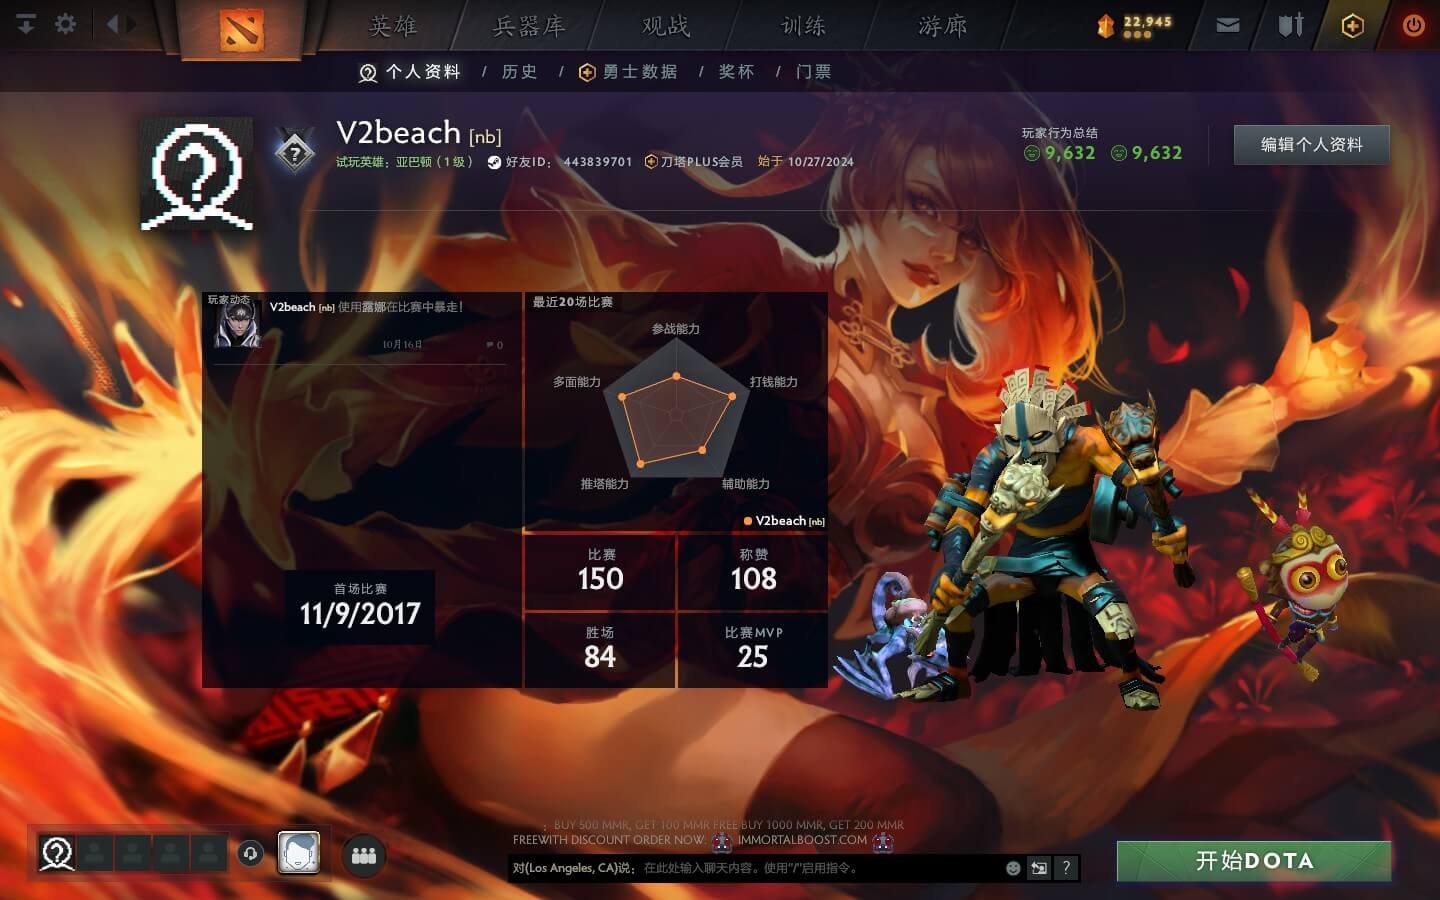 英雄
兵器库
观战
训练
游廊
22,945
个人资料 / 历史 / 勇士数据 / 奖杯 / 门票
V2beach [nb]
试玩英雄：亚巴顿（1级） 好友ID： 443839701 刀塔PLUS会员 始于 10/27/2024
玩家行为总结
9,632 9,632
编辑个人资料
玩家动态
V2beach [nb] 使用露娜在比赛中暴走！
10月16日
0
首场比赛
11/9/2017
最近20场比赛
参战能力
多面能力
打钱能力
推塔能力
辅助能力
V2beach [nb]
比赛
150
称赞
108
胜场
84
比赛MVP
25
： BUY 500 MMR, GET 100 MMR FREE BUY 1000 MMR, GET 200 MMR
FREEWITH DISCOUNT ORDER NOW: IMMORTALBOOST.COM
对(Los Angeles, CA)说： 在此处输入聊天内容。使用“/”启用指令。
?
开始DOTA